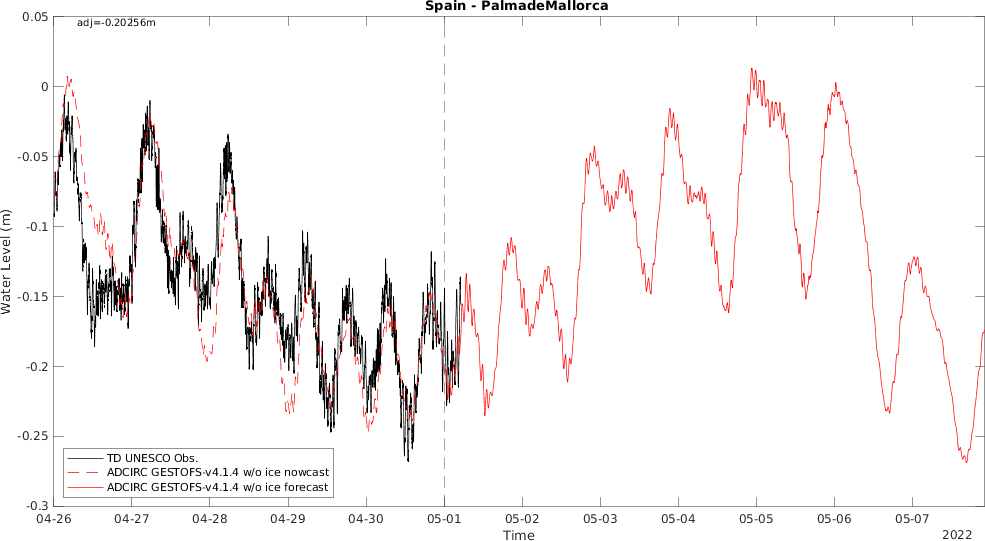 Spain - PalmadeMallorca
adj=-0.20256m
0.05
0
-0.05
-0.1
-0.15
-0.2
-0.25
-0.3
Water Level (m)
TD UNESCO Obs.
ADCIRC GESTOFS-v4.1.4 w/o ice nowcast
ADCIRC GESTOFS-v4.1.4 w/o ice forecast
04-26 04-27 04-28 04-29 04-30 05-01 05-02 05-03 05-04 05-05 05-06 05-07
Time
2022